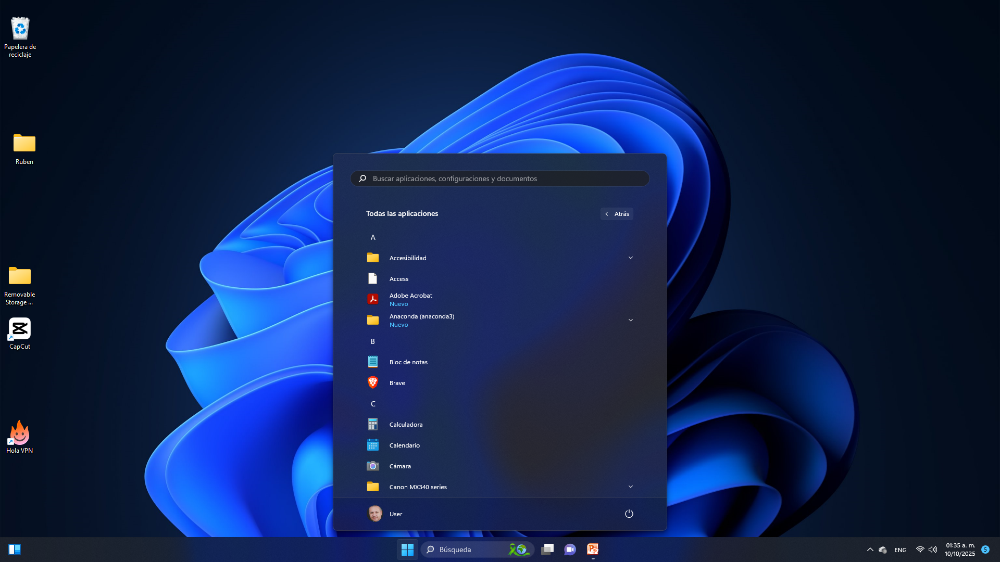 Papelera de
reciclaje
Ruben
Removable
Storage ...
CapCut
Hola VPN
Buscar aplicaciones, configuraciones y documentos
Todas las aplicaciones
Atrás
A
Accesibilidad
Access
Adobe Acrobat
Nuevo
Anaconda (anaconda3)
Nuevo
B
Bloc de notas
Brave
C
Calculadora
Calendario
Cámara
Canon MX340 series
User
Búsqueda
ENG
01:35 a. m.
10/10/2025
5